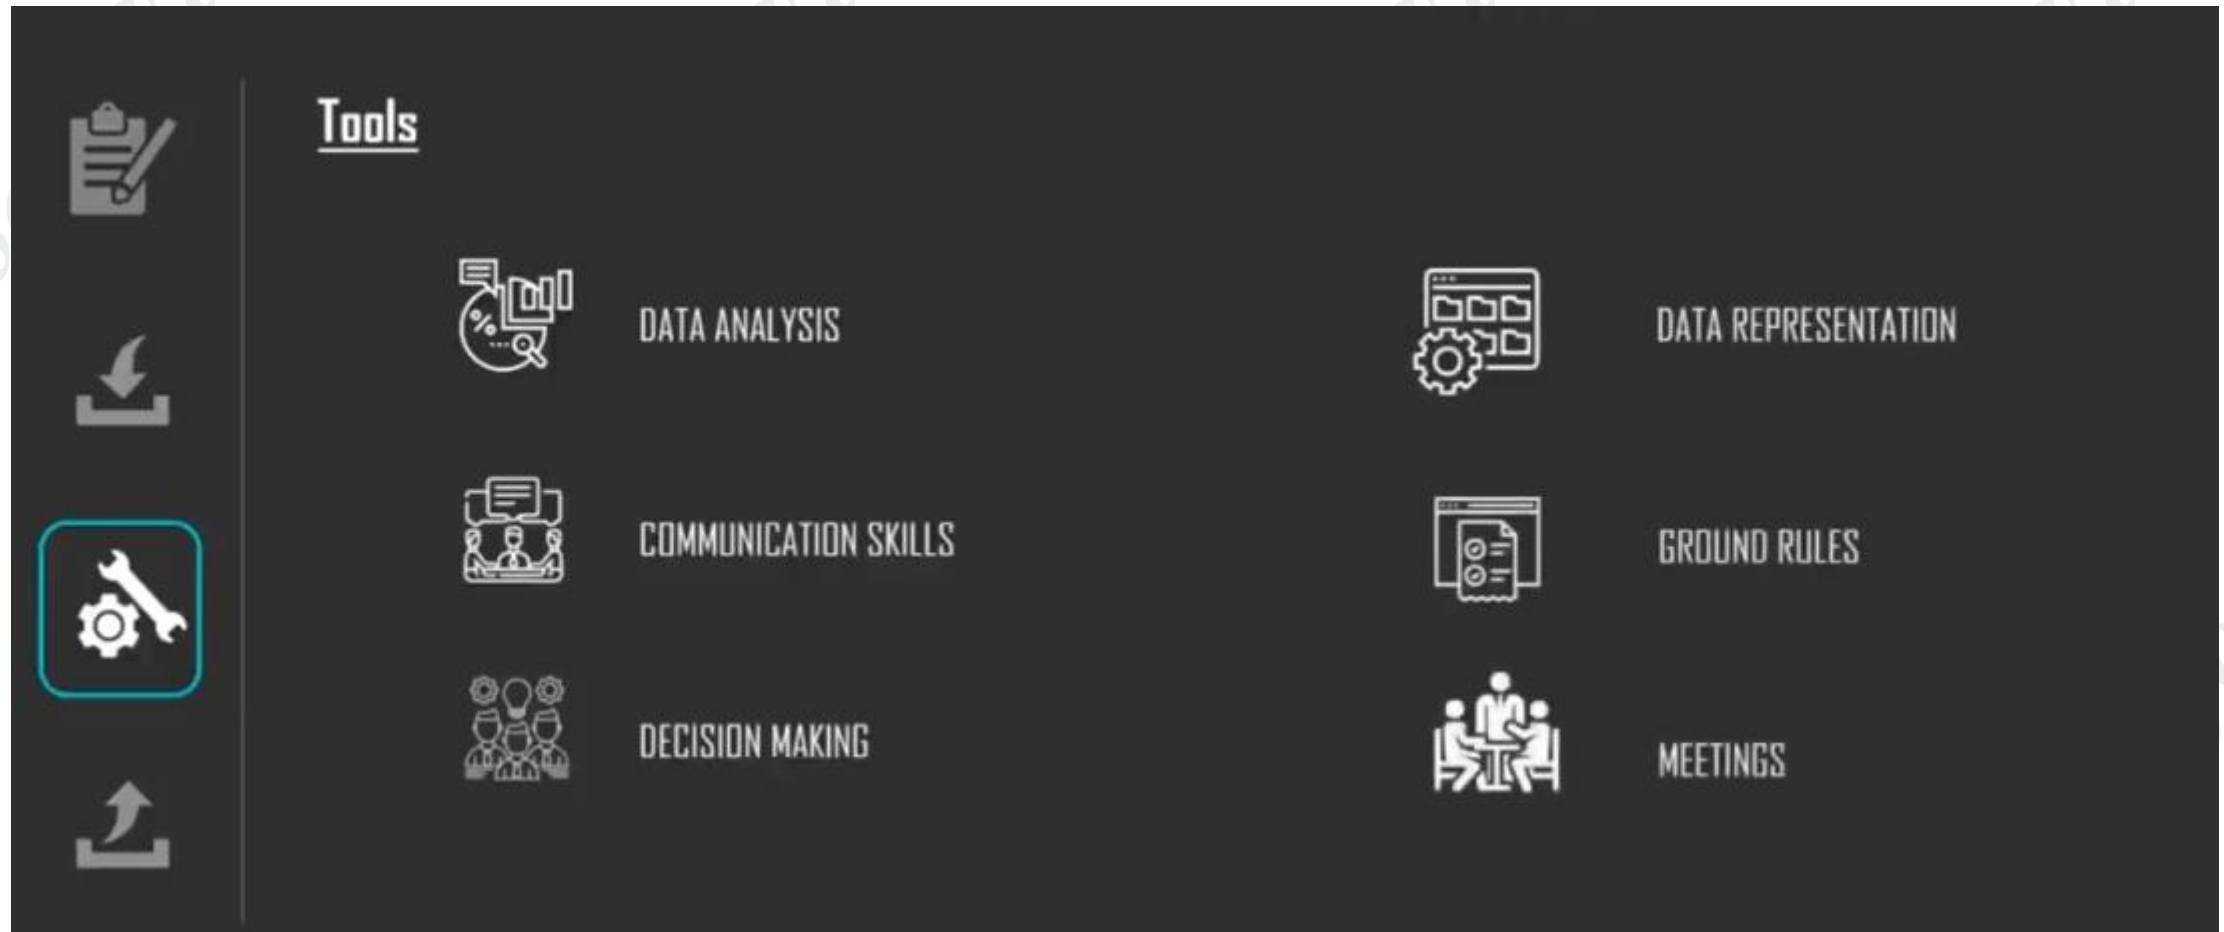 Tools
DATA ANALYSIS
DATA REPRESENTATION
COMMUNICATION SKILLS
GROUND RULES
DECISION MAKING
MEETINGS